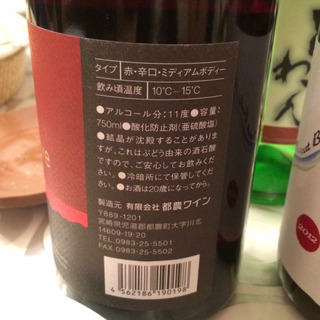 タイプ 赤・辛口・ミディアムボディー
飲み頃温度 10℃〜15℃
●アルコール分：11度●容量：
750ml●酸化防止剤(亜硫酸塩)
●結晶が沈殿することがありま
すが、これはぶどう由来の酒石酸
ですので、ご安心してお飲みくだ
さい。●冷暗所にて保管くださ
い。●お酒は20歳になってから。
製造元 有限会社 都農ワイン
〒889-1201
宮崎県児湯郡都農町大字川北
14609-19-20
TEL.0983-25-5501
FAX.0983-25-5502
4 562186 190198
わん
2012